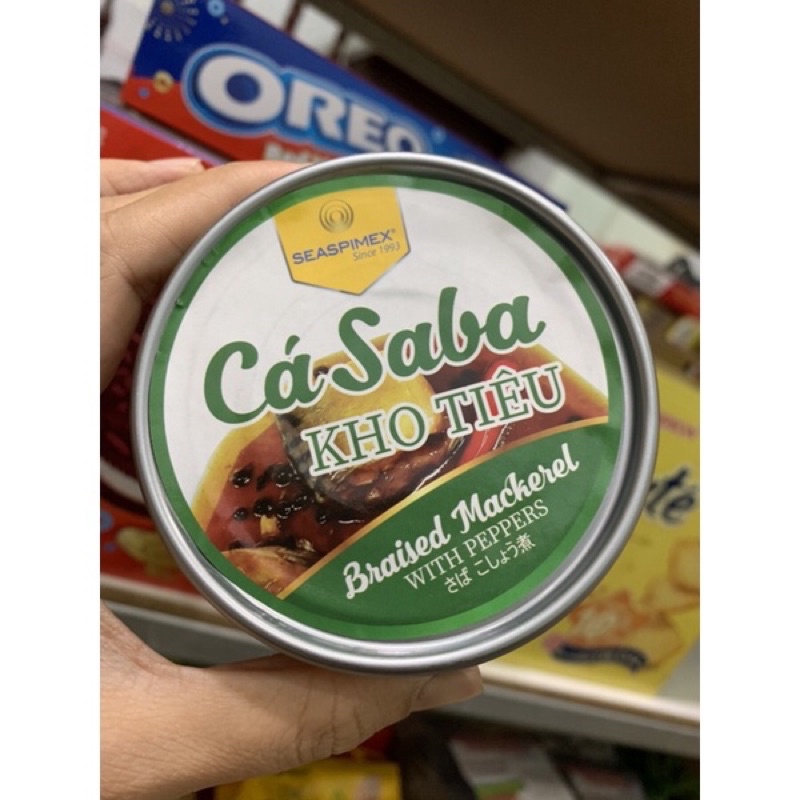 OREO
SEASPIMEX®
Since 1993
Cá Saba
KHO TIÊU
Braised Mackerel
WITH PEPPERS
さば こしょう煮